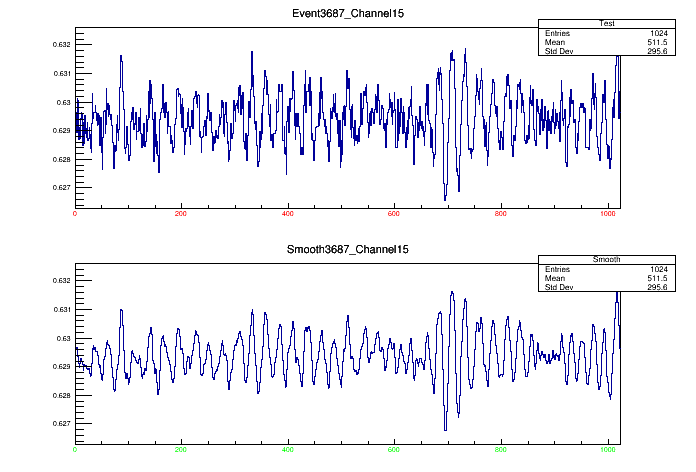 Event3687_Channel15
Test
Entries 1024
Mean 511.5
Std Dev 295.6
0.632
0.631
0.63
0.629
0.628
0.627
0 200 400 600 800 1000
Smooth3687_Channel15
Smooth
Entries 1024
Mean 511.5
Std Dev 295.6
0.632
0.631
0.63
0.629
0.628
0.627
0 200 400 600 800 1000